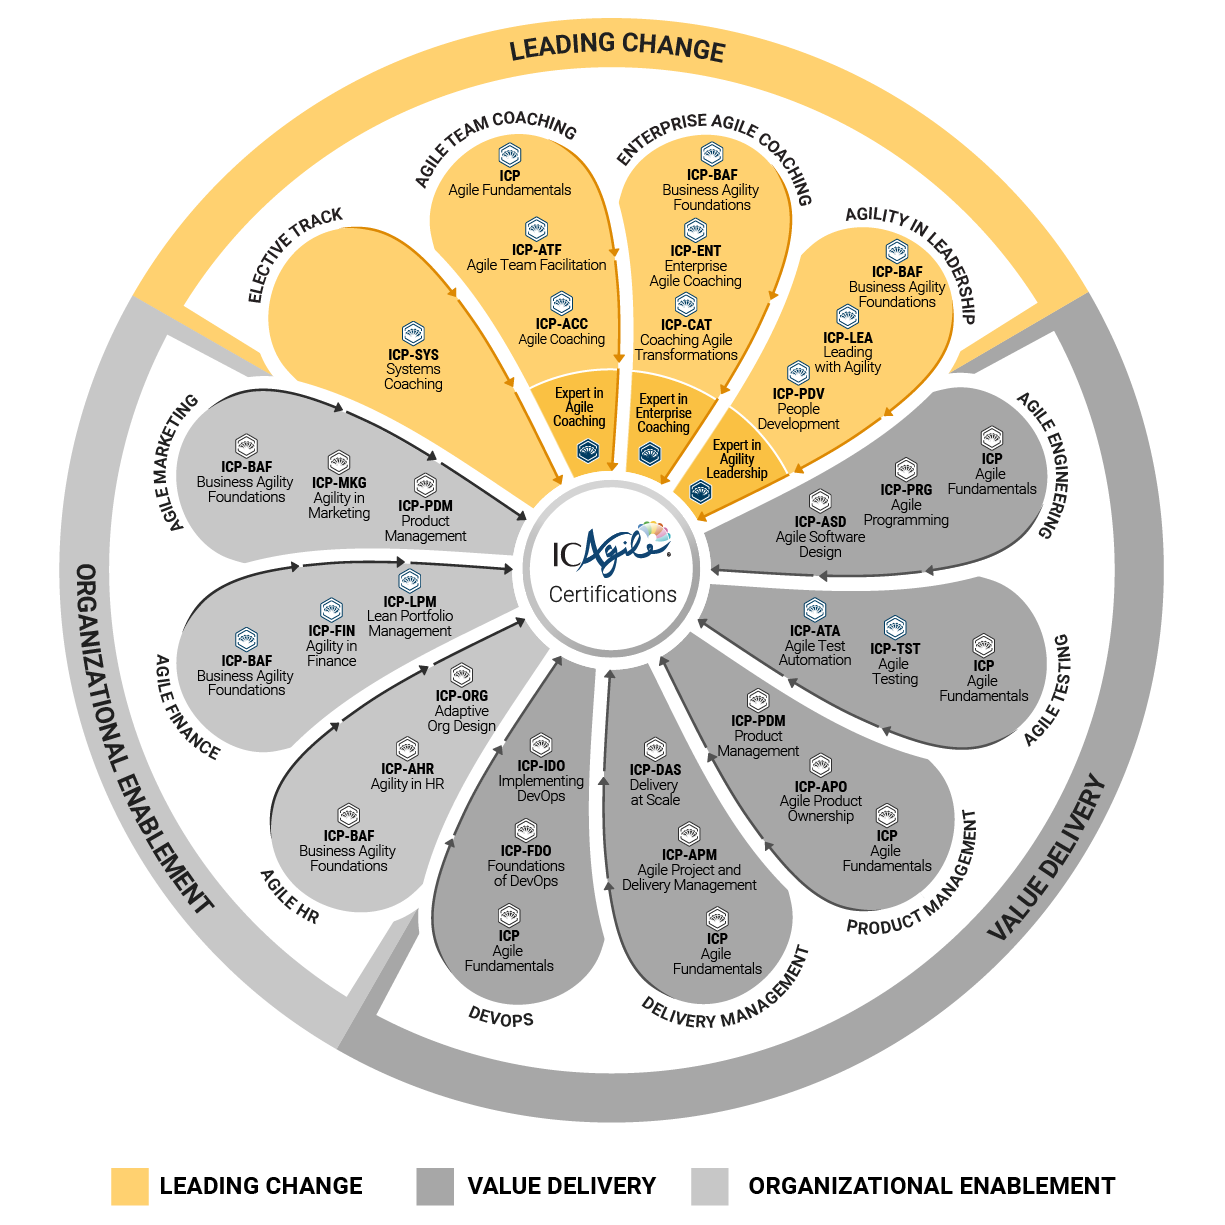 LEADING CHANGE
ELECTIVE TRACK
ICP-SYS
Systems
Coaching
AGILE TEAM COACHING
ICP
Agile Fundamentals
ICP-ATF
Agile Team Facilitation
ICP-ACC
Agile Coaching
Expert in
Agile
Coaching
ENTERPRISE AGILE COACHING
ICP-BAF
Business Agility
Foundations
ICP-ENT
Enterprise
Agile Coaching
ICP-CAT
Coaching Agile
Transformations
Expert in
Enterprise
Coaching
AGILITY IN LEADERSHIP
ICP-BAF
Business Agility
Foundations
ICP-LEA
Leading
with Agility
ICP-PDV
People
Development
Expert in
Agility
Leadership
VALUE DELIVERY
AGILE ENGINEERING
ICP
Agile
Fundamentals
ICP-PRG
Agile
Programming
ICP-ASD
Agile Software
Design
AGILE TESTING
ICP-ATA
Agile Test
Automation
ICP-TST
Agile
Testing
ICP
Agile
Fundamentals
PRODUCT MANAGEMENT
ICP-PDM
Product
Management
ICP-APO
Agile Product
Ownership
ICP
Agile
Fundamentals
DELIVERY MANAGEMENT
ICP-DAS
Delivery
at Scale
ICP-APM
Agile Project and
Delivery Management
ICP
Agile
Fundamentals
DEVOPS
ICP-IDO
Implementing
DevOps
ICP-FDO
Foundations
of DevOps
ICP
Agile
Fundamentals
ORGANIZATIONAL ENABLEMENT
AGILE HR
ICP-ORG
Adaptive
Org Design
ICP-AHR
Agility in HR
ICP-BAF
Business Agility
Foundations
AGILE FINANCE
ICP-LPM
Lean Portfolio
Management
ICP-FIN
Agility in
Finance
ICP-BAF
Business Agility
Foundations
AGILE MARKETING
ICP-BAF
Business Agility
Foundations
ICP-MKG
Agility in
Marketing
ICP-PDM
Product
Management
ICAgile®
Certifications
LEADING CHANGE
VALUE DELIVERY
ORGANIZATIONAL ENABLEMENT